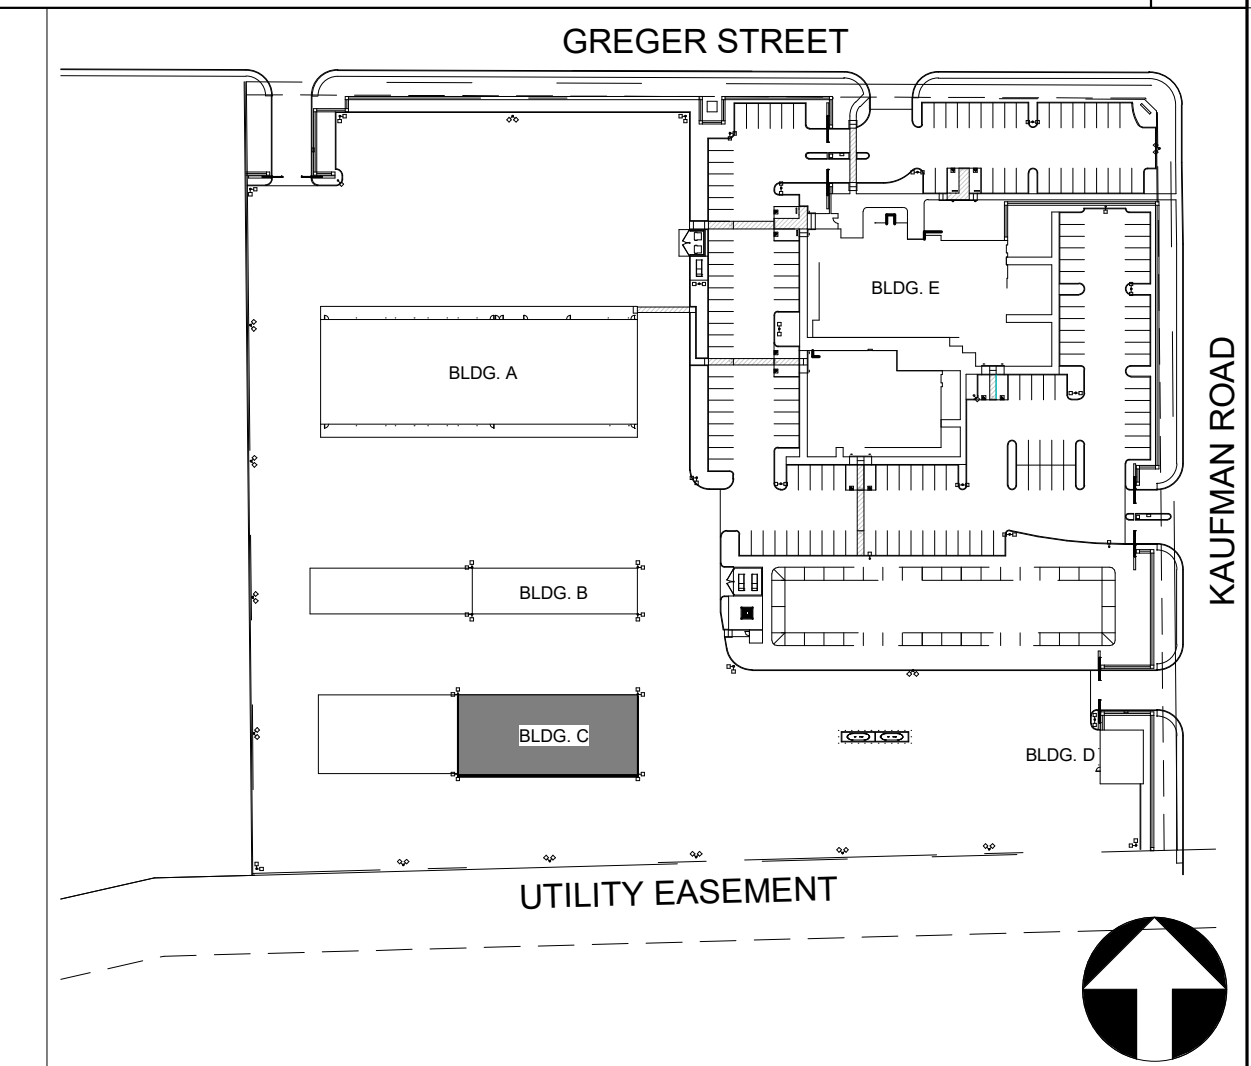 GREGER STREET
BLDG. E
BLDG. A
KAUFMAN ROAD
BLDG. B
BLDG. C
BLDG. D
UTILITY EASEMENT